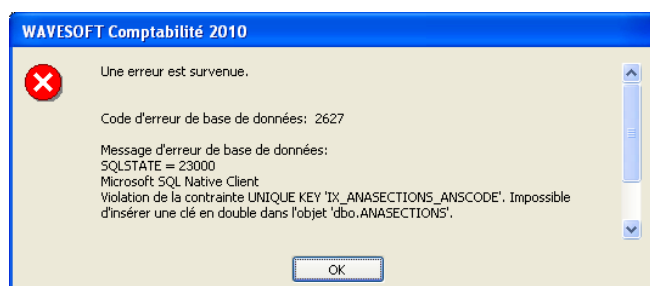 WAVESOFT Comptabilité 2010
Une erreur est survenue.
Code d'erreur de base de données: 2627
Message d'erreur de base de données:
SQLSTATE = 23000
Microsoft SQL Native Client
Violation de la contrainte UNIQUE KEY 'IX_ANASECTIONS_ANSCODE'. Impossible
d'insérer une clé en double dans l'objet 'dbo.ANASECTIONS'.
OK